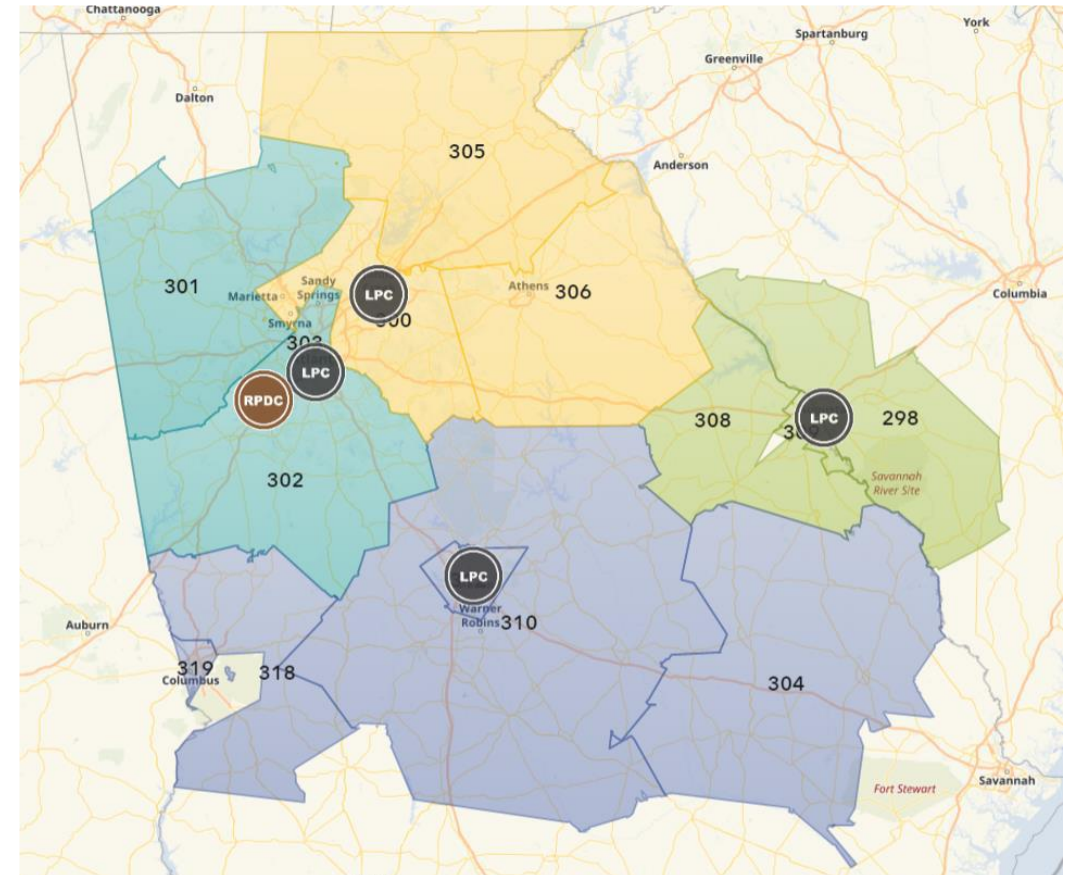 Chattanooga
York
Spartanburg
Greenville
Dalton
305
Anderson
Sandy
Springs
301
Marietta
LPC
Athens
306
Columbia
Smyrna
LPC
RPDC
308
LPC
298
302
Savannah
River Site
LPC
Warner
Robins
310
Auburn
319
Columbus
318
304
Fort Stewart
Savannah